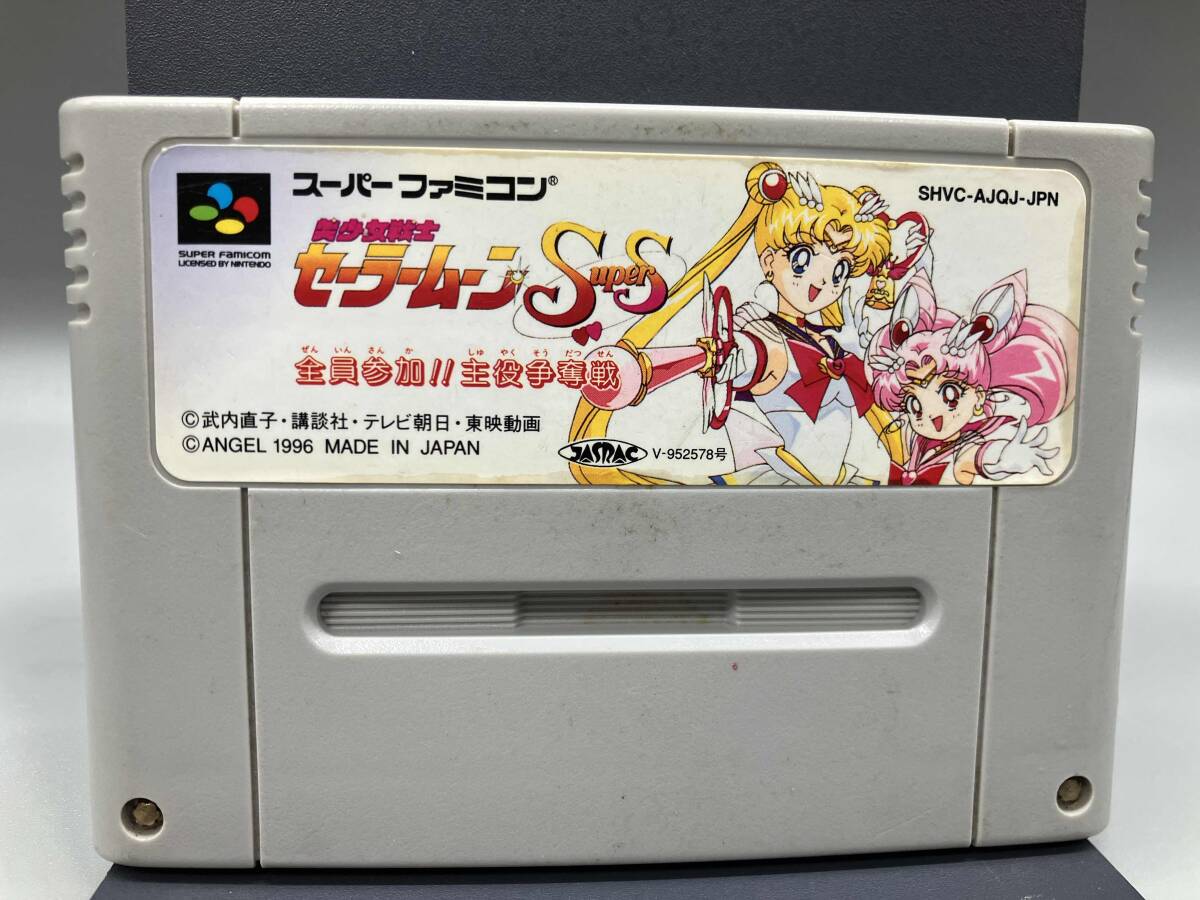 スーパーファミコン®
SHVC-AJQJ-JPN
SUPER FAMICOM
LICENSED BY NINTENDO
美少女戦士
セーラームーン SuperS
ぜんいんさんか しゅやくそうだつせん
全員参加!! 主役争奪戦
©武内直子・講談社・テレビ朝日・東映動画
©ANGEL 1996 MADE IN JAPAN
JASRAC V-952578号